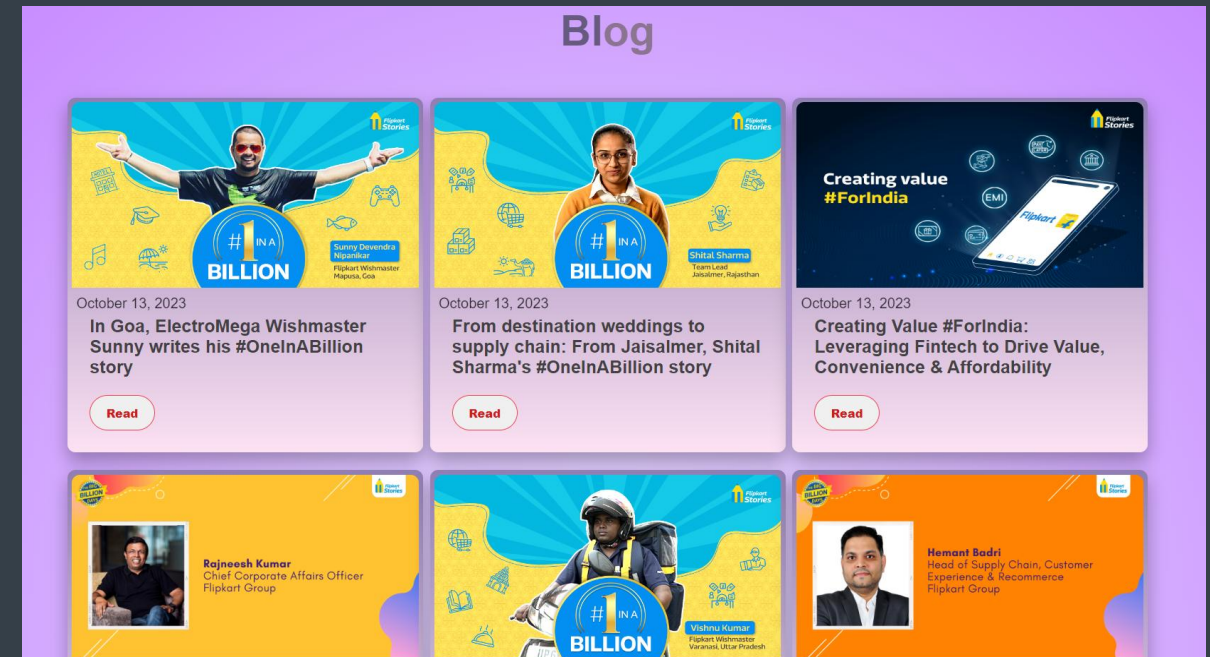 Blog
Flipkart
Stories
# 1 IN A
BILLION
Sunny Devendra
Nipanikar
Flipkart Wishmaster
Mapusa, Goa
October 13, 2023
In Goa, ElectroMega Wishmaster
Sunny writes his #OneInABillion
story
Read
Flipkart
Stories
# 1 IN A
BILLION
Shital Sharma
Team Lead
Jaisalmer, Rajasthan
October 13, 2023
From destination weddings to
supply chain: From Jaisalmer, Shital
Sharma's #OneInABillion story
Read
Flipkart
Stories
Creating value
#ForIndia
EMI
Flipkart
October 13, 2023
Creating Value #ForIndia:
Leveraging Fintech to Drive Value,
Convenience & Affordability
Read
BILLION
Flipkart
Stories
Rajneesh Kumar
Chief Corporate Affairs Officer
Flipkart Group
Flipkart
Stories
# 1 IN A
BILLION
Vishnu Kumar
Flipkart Wishmaster
Varanasi, Uttar Pradesh
BILLION
Flipkart
Stories
Hemant Badri
Head of Supply Chain, Customer
Experience & Recommerce
Flipkart Group